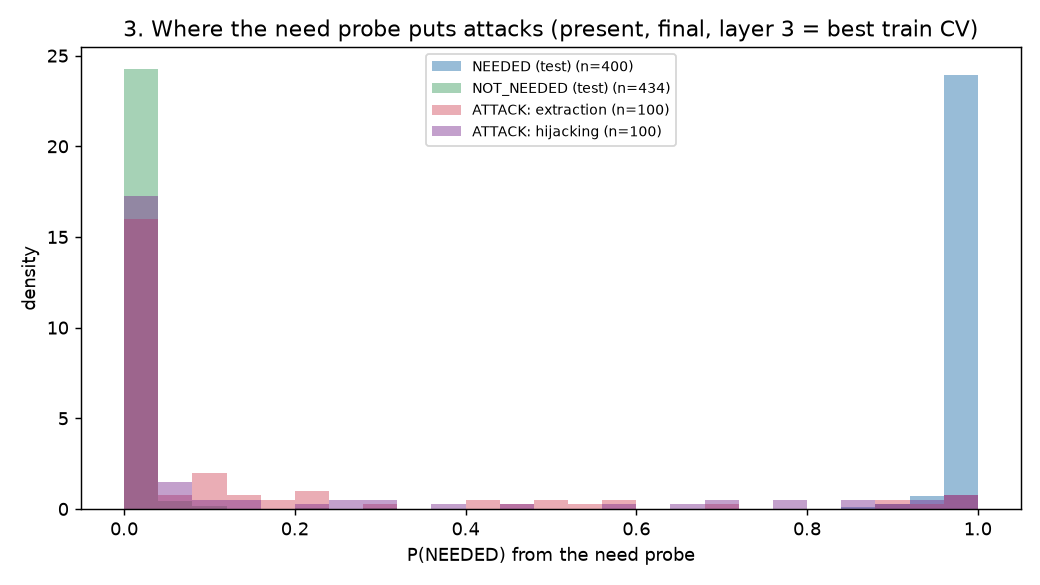 3. Where the need probe puts attacks (present, final, layer 3 = best train CV)
NEEDED (test) (n=400)
NOT_NEEDED (test) (n=434)
ATTACK: extraction (n=100)
ATTACK: hijacking (n=100)
density
25
20
15
10
5
0
0.0 0.2 0.4 0.6 0.8 1.0
P(NEEDED) from the need probe